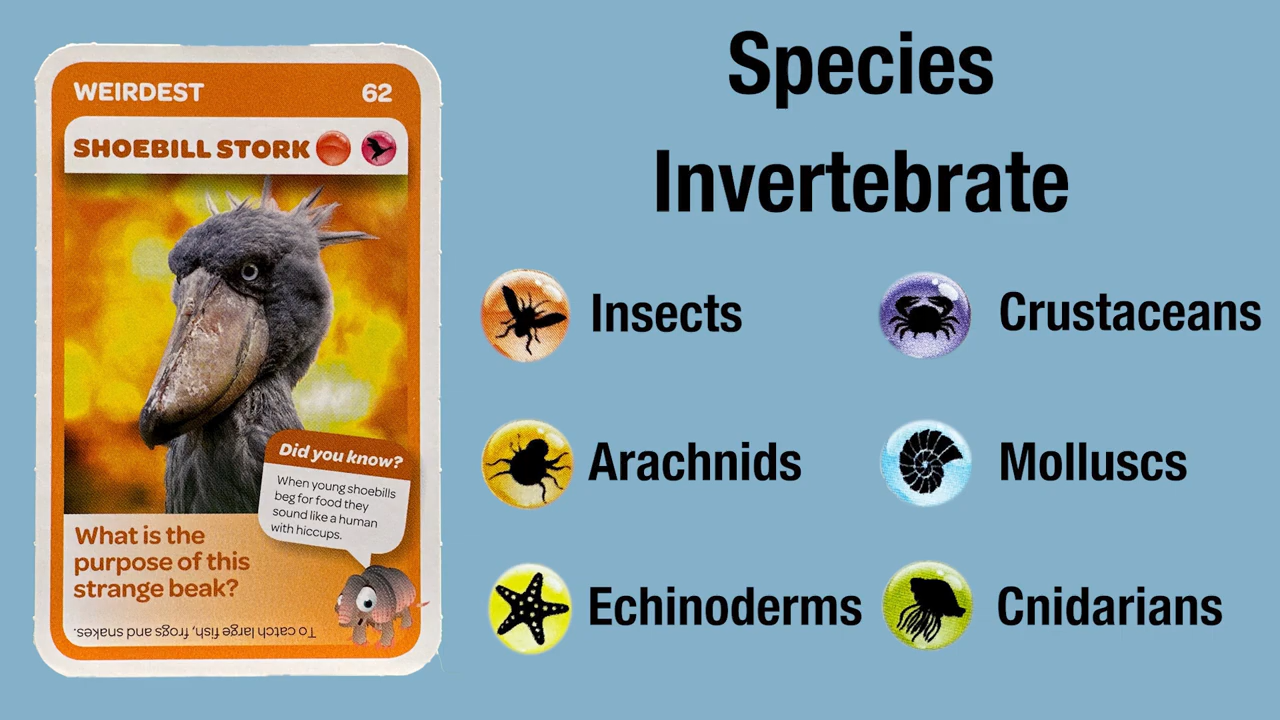 WEIRDEST 62
SHOEBILL STORK
Did you know?
When young shoebills
beg for food they
sound like a human
with hiccups.
What is the
purpose of this
strange beak?
To catch large fish, frogs and snakes.
Species
Invertebrate
Insects
Crustaceans
Arachnids
Molluscs
Echinoderms
Cnidarians